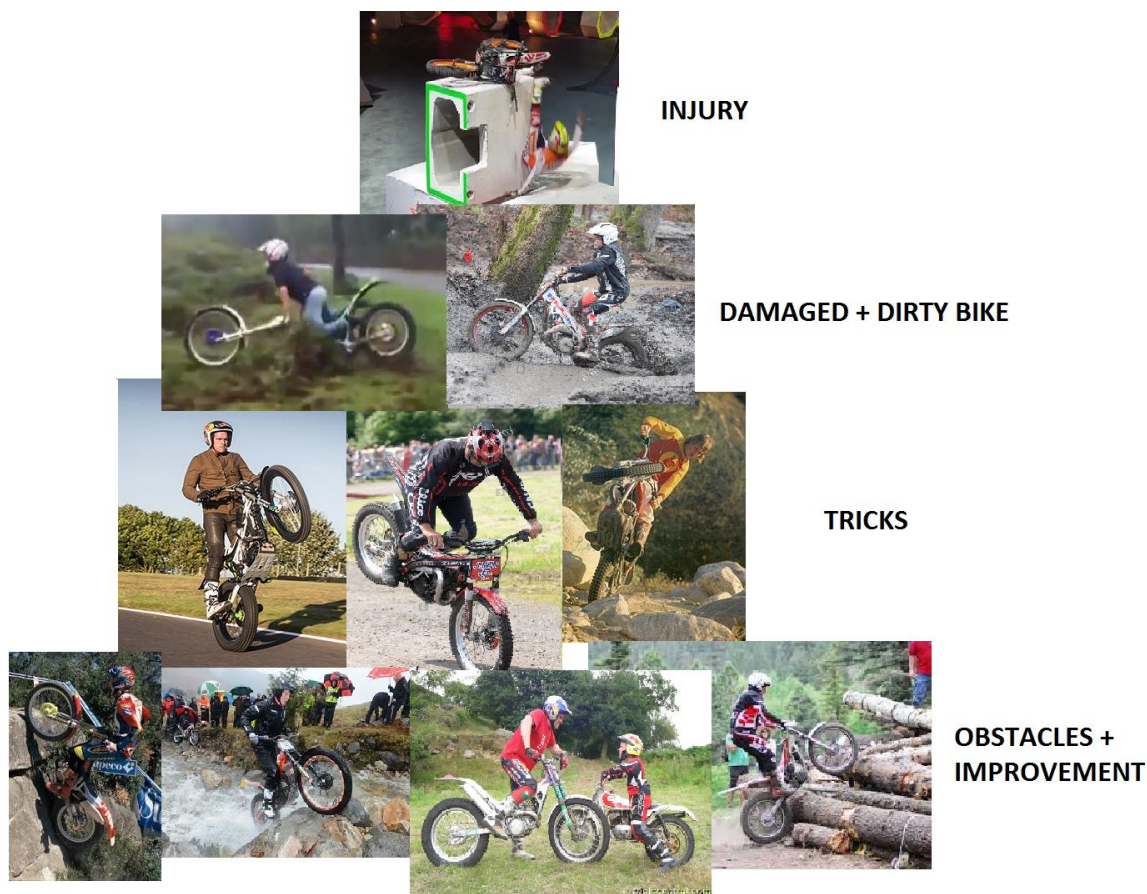 INJURY
DAMAGED + DIRTY BIKE
TRICKS
OBSTACLES +
IMPROVEMENT